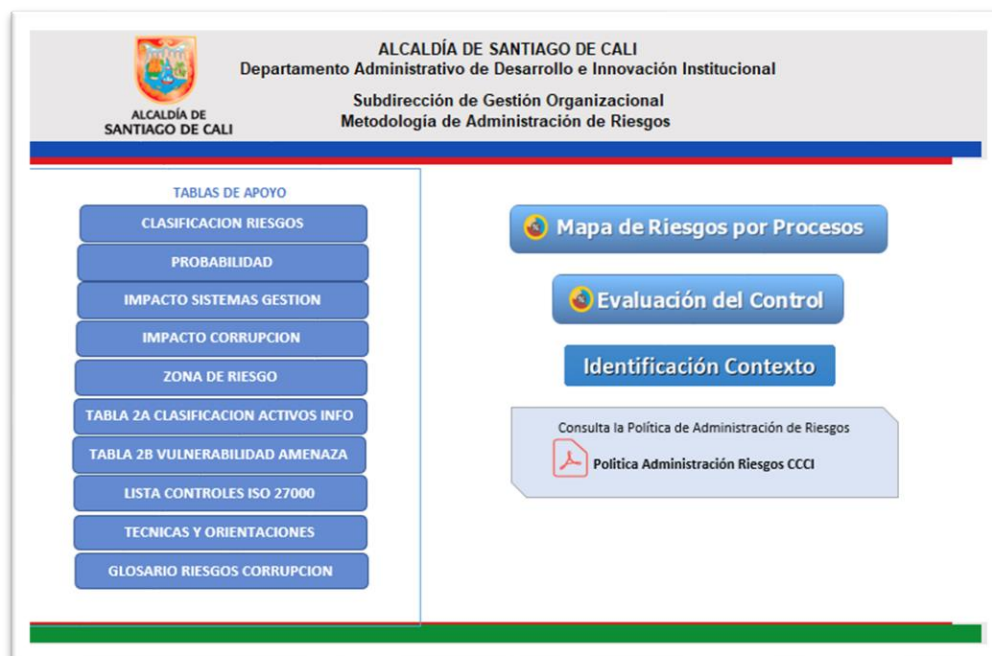 ALCALDÍA DE
SANTIAGO DE CALI
ALCALDÍA DE SANTIAGO DE CALI
Departamento Administrativo de Desarrollo e Innovación Institucional
Subdirección de Gestión Organizacional
Metodología de Administración de Riesgos
TABLAS DE APOYO
CLASIFICACION RIESGOS
PROBABILIDAD
IMPACTO SISTEMAS GESTION
IMPACTO CORRUPCION
ZONA DE RIESGO
TABLA 2A CLASIFICACION ACTIVOS INFO
TABLA 2B VULNERABILIDAD AMENAZA
LISTA CONTROLES ISO 27000
TECNICAS Y ORIENTACIONES
GLOSARIO RIESGOS CORRUPCION
Mapa de Riesgos por Procesos
Evaluación del Control
Identificación Contexto
Consulta la Política de Administración de Riesgos
Politica Administración Riesgos CCCI